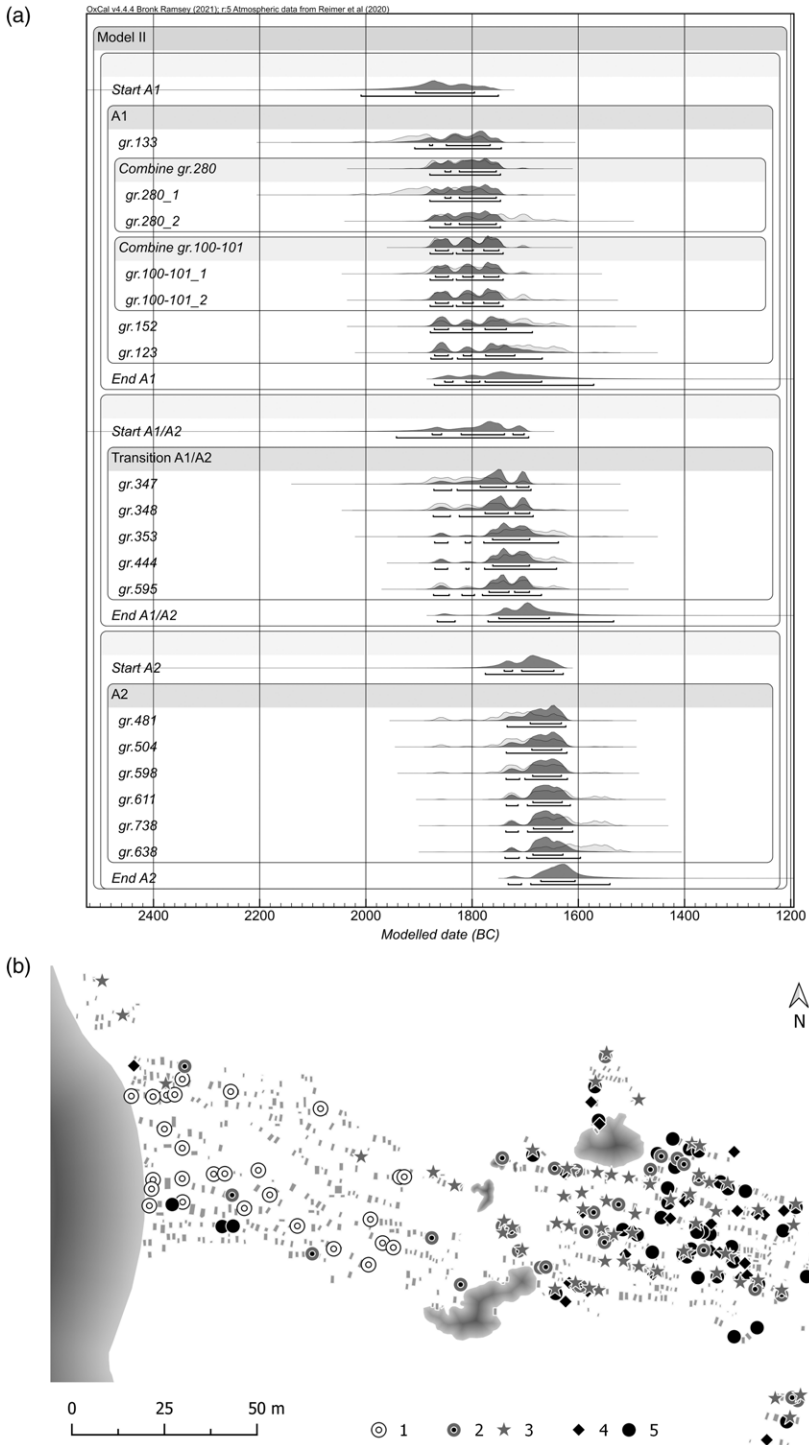 (a)
OxCal v4.4.4 Bronk Ramsey (2021); r:5 Atmospheric data from Reimer et al (2020)
Model II
Start A1
A1
gr.133
Combine gr.280
gr.280_1
gr.280_2
Combine gr.100-101
gr.100-101_1
gr.100-101_2
gr.152
gr.123
End A1
Start A1/A2
Transition A1/A2
gr.347
gr.348
gr.353
gr.444
gr.595
End A1/A2
Start A2
A2
gr.481
gr.504
gr.598
gr.611
gr.738
gr.638
End A2
2400 2200 2000 1800 1600 1400 1200
Modelled date (BC)
(b)
N
0 25 50 m
1 2 3 4 5